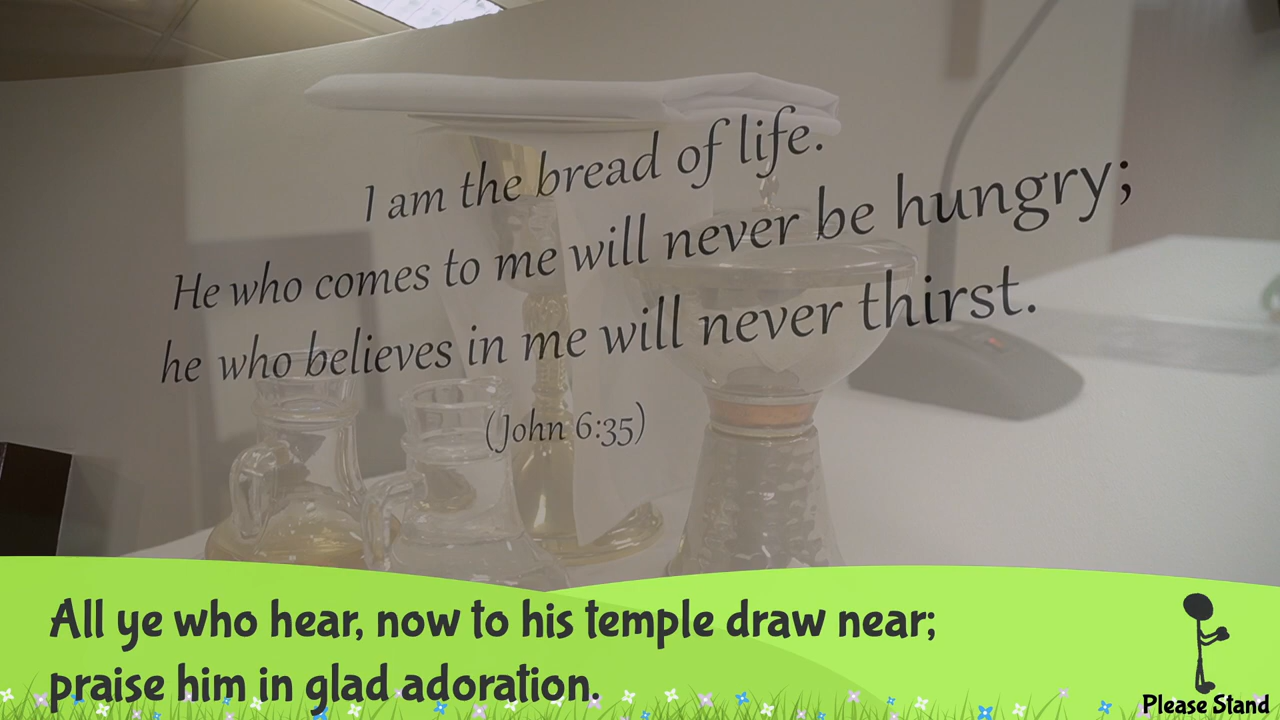 I am the bread of life.
He who comes to me will never be hungry;
he who believes in me will never thirst.
(John 6:35)
All ye who hear, now to his temple draw near;
praise him in glad adoration.
Please Stand